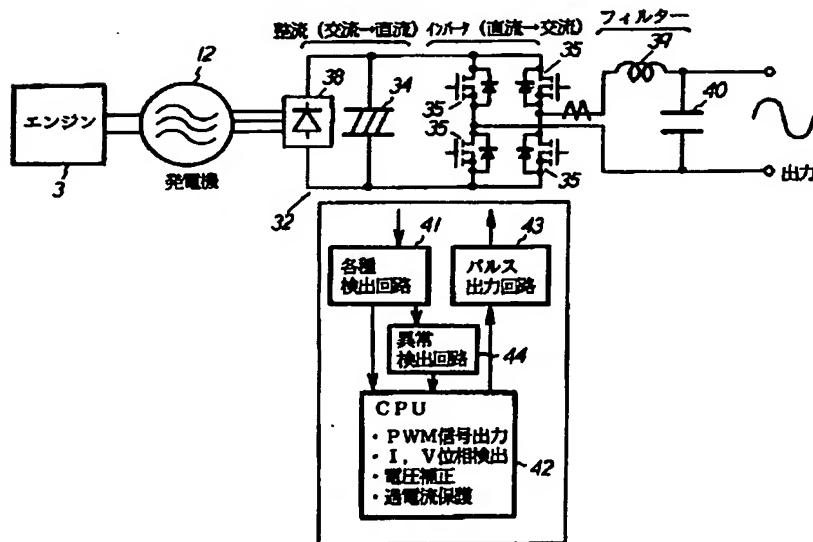 整流 (交流→直流)
インバータ (直流→交流)
フィルター
39
12
38
34
35
35
35
35
40
エンジン
3
発電機
出力
32
41
43
各種
検出回路
パルス
出力回路
異常
検出回路
44
CPU
・PWM信号出力
・I, V位相検出
・電圧補正
・過電流保護
42